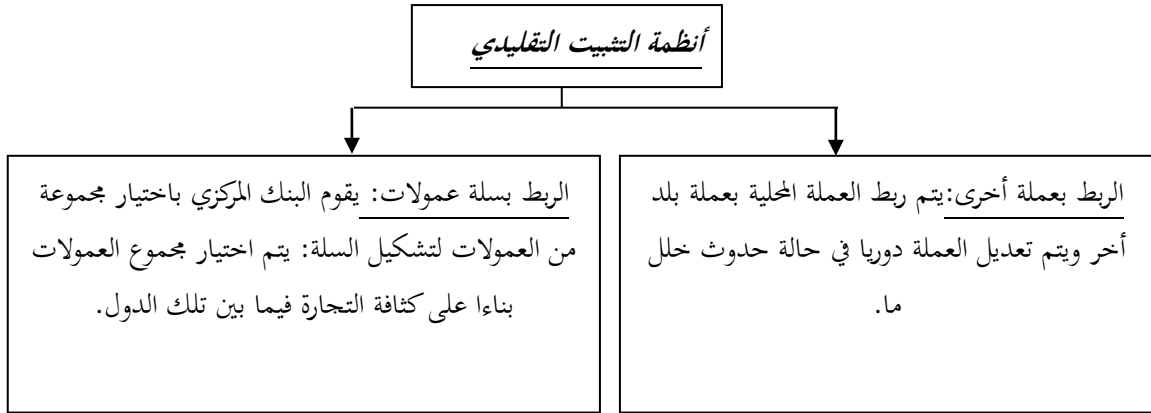 أنظمة التثبيت التقليدي
الربط بعملة أخرى:يتم ربط العملة المحلية بعملة بلد
أخر ويتم تعديل العملة دوريا في حالة حدوث خلل
ما.
الربط بسلة عمولات: يقوم البنك المركزي باختيار مجموعة
من العمولات لتشكيل السلة: يتم اختيار مجموع العمولات
بناءا على كثافة التجارة فيما بين تلك الدول.